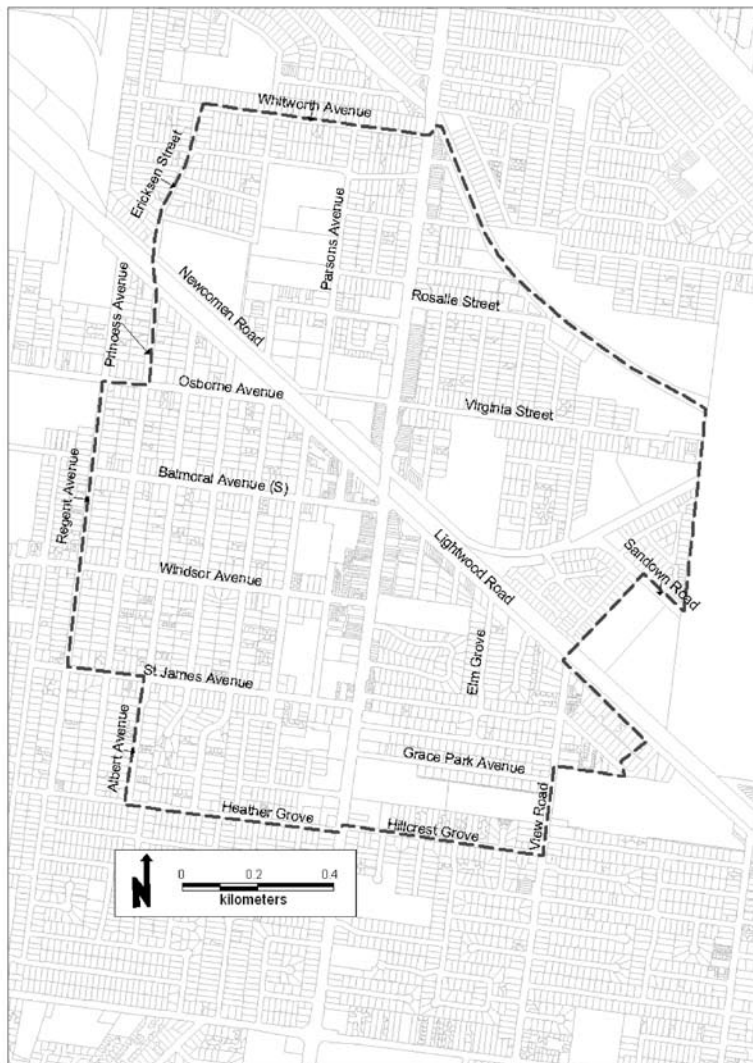 Whitworth Avenue
Ericksen Street
Parsons Avenue
Newcomen Road
Rosalie Street
Princess Avenue
Osborne Avenue
Virginia Street
Balmoral Avenue (S)
Regent Avenue
Lightwood Road
Windsor Avenue
Sandown Road
Elm Grove
St James Avenue
Albert Avenue
Grace Park Avenue
Heather Grove
Hillcrest Grove
View Road
N
0 0.2 0.4
kilometers